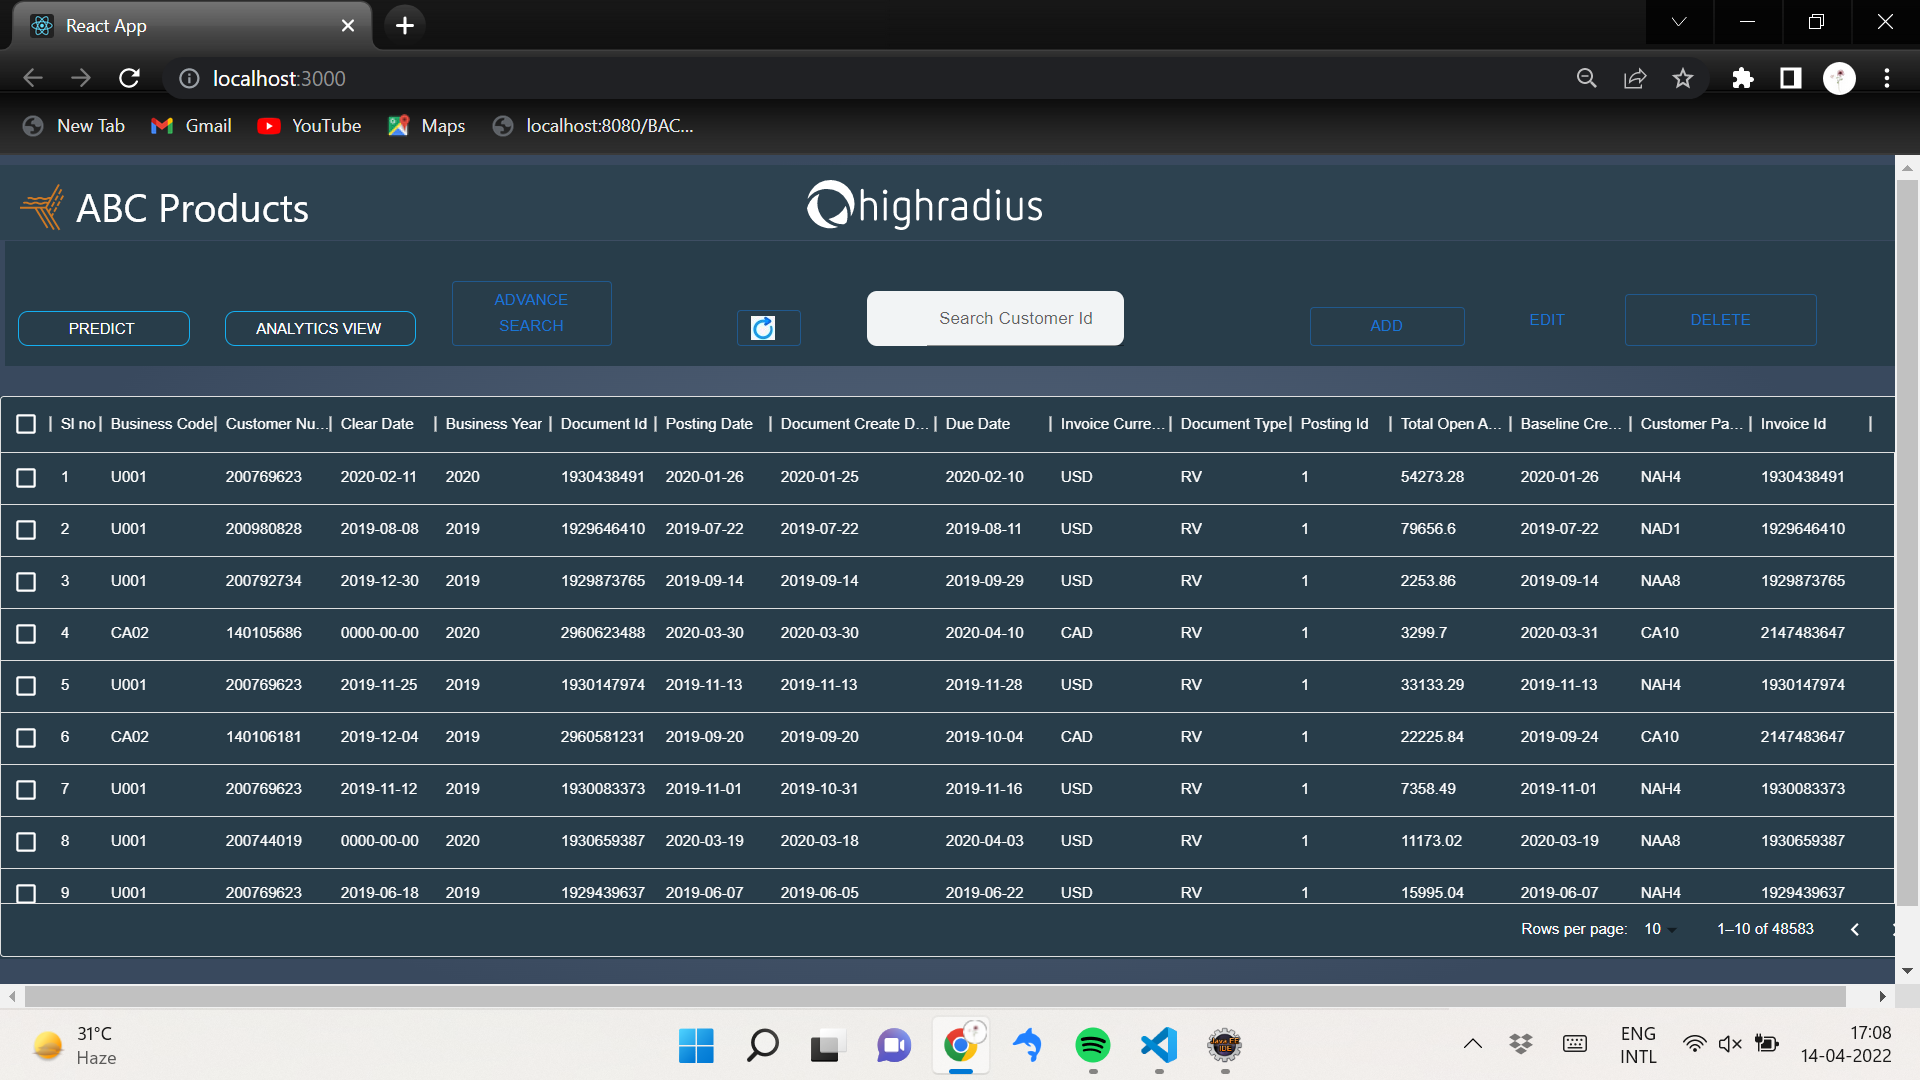 React App
localhost:3000
New Tab Gmail YouTube Maps localhost:8080/BAC...
ABC Products highradius
PREDICT ANALYTICS VIEW ADVANCE SEARCH Search Customer Id ADD EDIT DELETE
Sl no Business Code Customer Nu... Clear Date Business Year Document Id Posting Date Document Create D... Due Date Invoice Curre... Document Type Posting Id Total Open A... Baseline Cre... Customer Pa... Invoice Id
1 U001 200769623 2020-02-11 2020 1930438491 2020-01-26 2020-01-25 2020-02-10 USD RV 1 54273.28 2020-01-26 NAH4 1930438491
2 U001 200980828 2019-08-08 2019 1929646410 2019-07-22 2019-07-22 2019-08-11 USD RV 1 79656.6 2019-07-22 NAD1 1929646410
3 U001 200792734 2019-12-30 2019 1929873765 2019-09-14 2019-09-14 2019-09-29 USD RV 1 2253.86 2019-09-14 NAA8 1929873765
4 CA02 140105686 0000-00-00 2020 2960623488 2020-03-30 2020-03-30 2020-04-10 CAD RV 1 3299.7 2020-03-31 CA10 2147483647
5 U001 200769623 2019-11-25 2019 1930147974 2019-11-13 2019-11-13 2019-11-28 USD RV 1 33133.29 2019-11-13 NAH4 1930147974
6 CA02 140106181 2019-12-04 2019 2960581231 2019-09-20 2019-09-20 2019-10-04 CAD RV 1 22225.84 2019-09-24 CA10 2147483647
7 U001 200769623 2019-11-12 2019 1930083373 2019-11-01 2019-10-31 2019-11-16 USD RV 1 7358.49 2019-11-01 NAH4 1930083373
8 U001 200744019 0000-00-00 2020 1930659387 2020-03-19 2020-03-18 2020-04-03 USD RV 1 11173.02 2020-03-19 NAA8 1930659387
9 U001 200769623 2019-06-18 2019 1929439637 2019-06-07 2019-06-05 2019-06-22 USD RV 1 15995.04 2019-06-07 NAH4 1929439637
Rows per page: 10 1–10 of 48583
31°C
Haze
ENG
INTL
17:08
14-04-2022